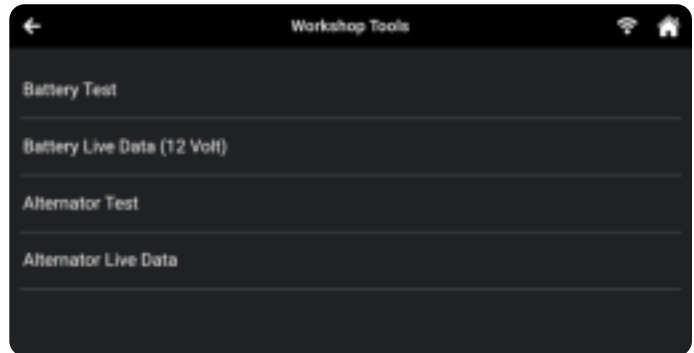 Workshop Tools
Battery Test
Battery Live Data (12 Volt)
Alternator Test
Alternator Live Data